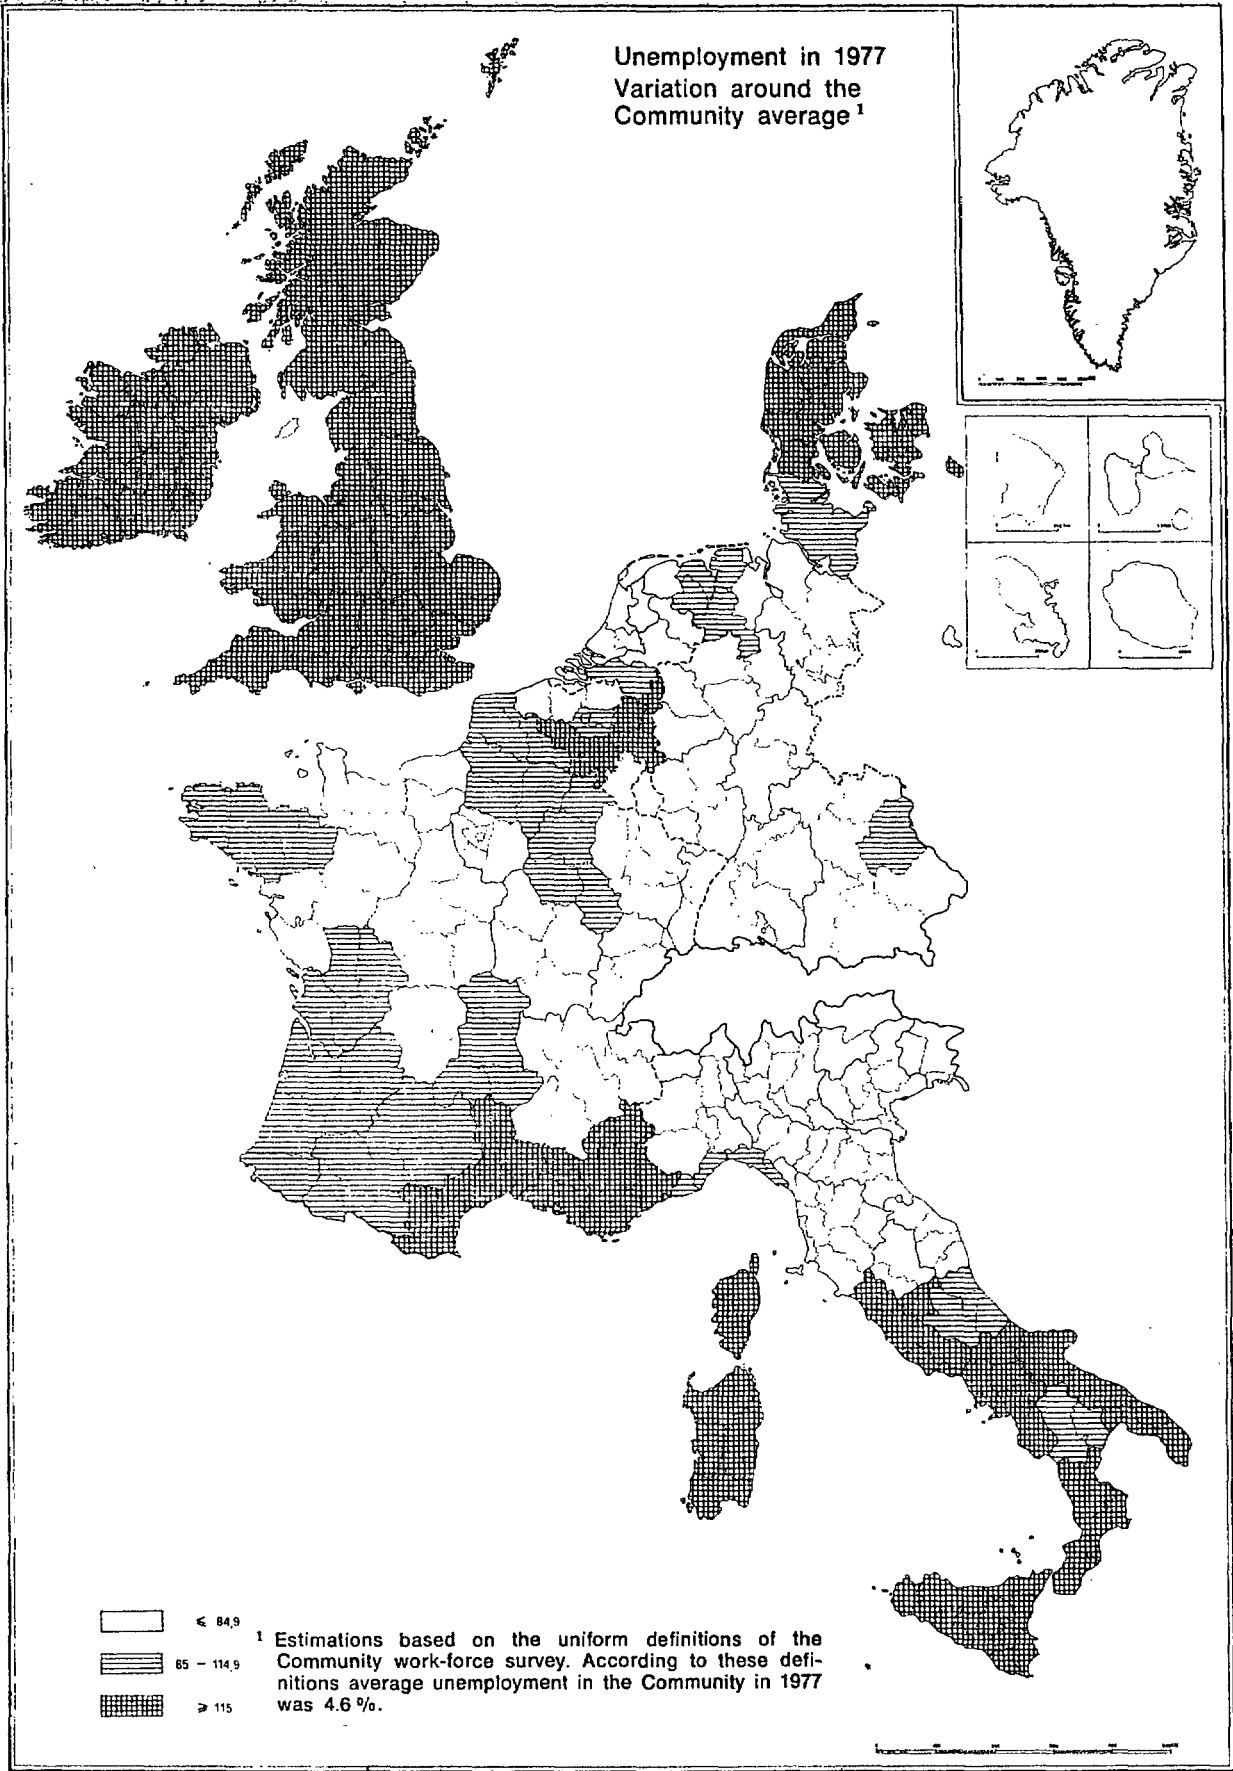 Unemployment in 1977
Variation around the
Community average ¹
⩽ 84,9
85 – 114,9
⩾ 115
¹ Estimations based on the uniform definitions of the
Community work-force survey. According to these defi-
nitions average unemployment in the Community in 1977
was 4.6 %.